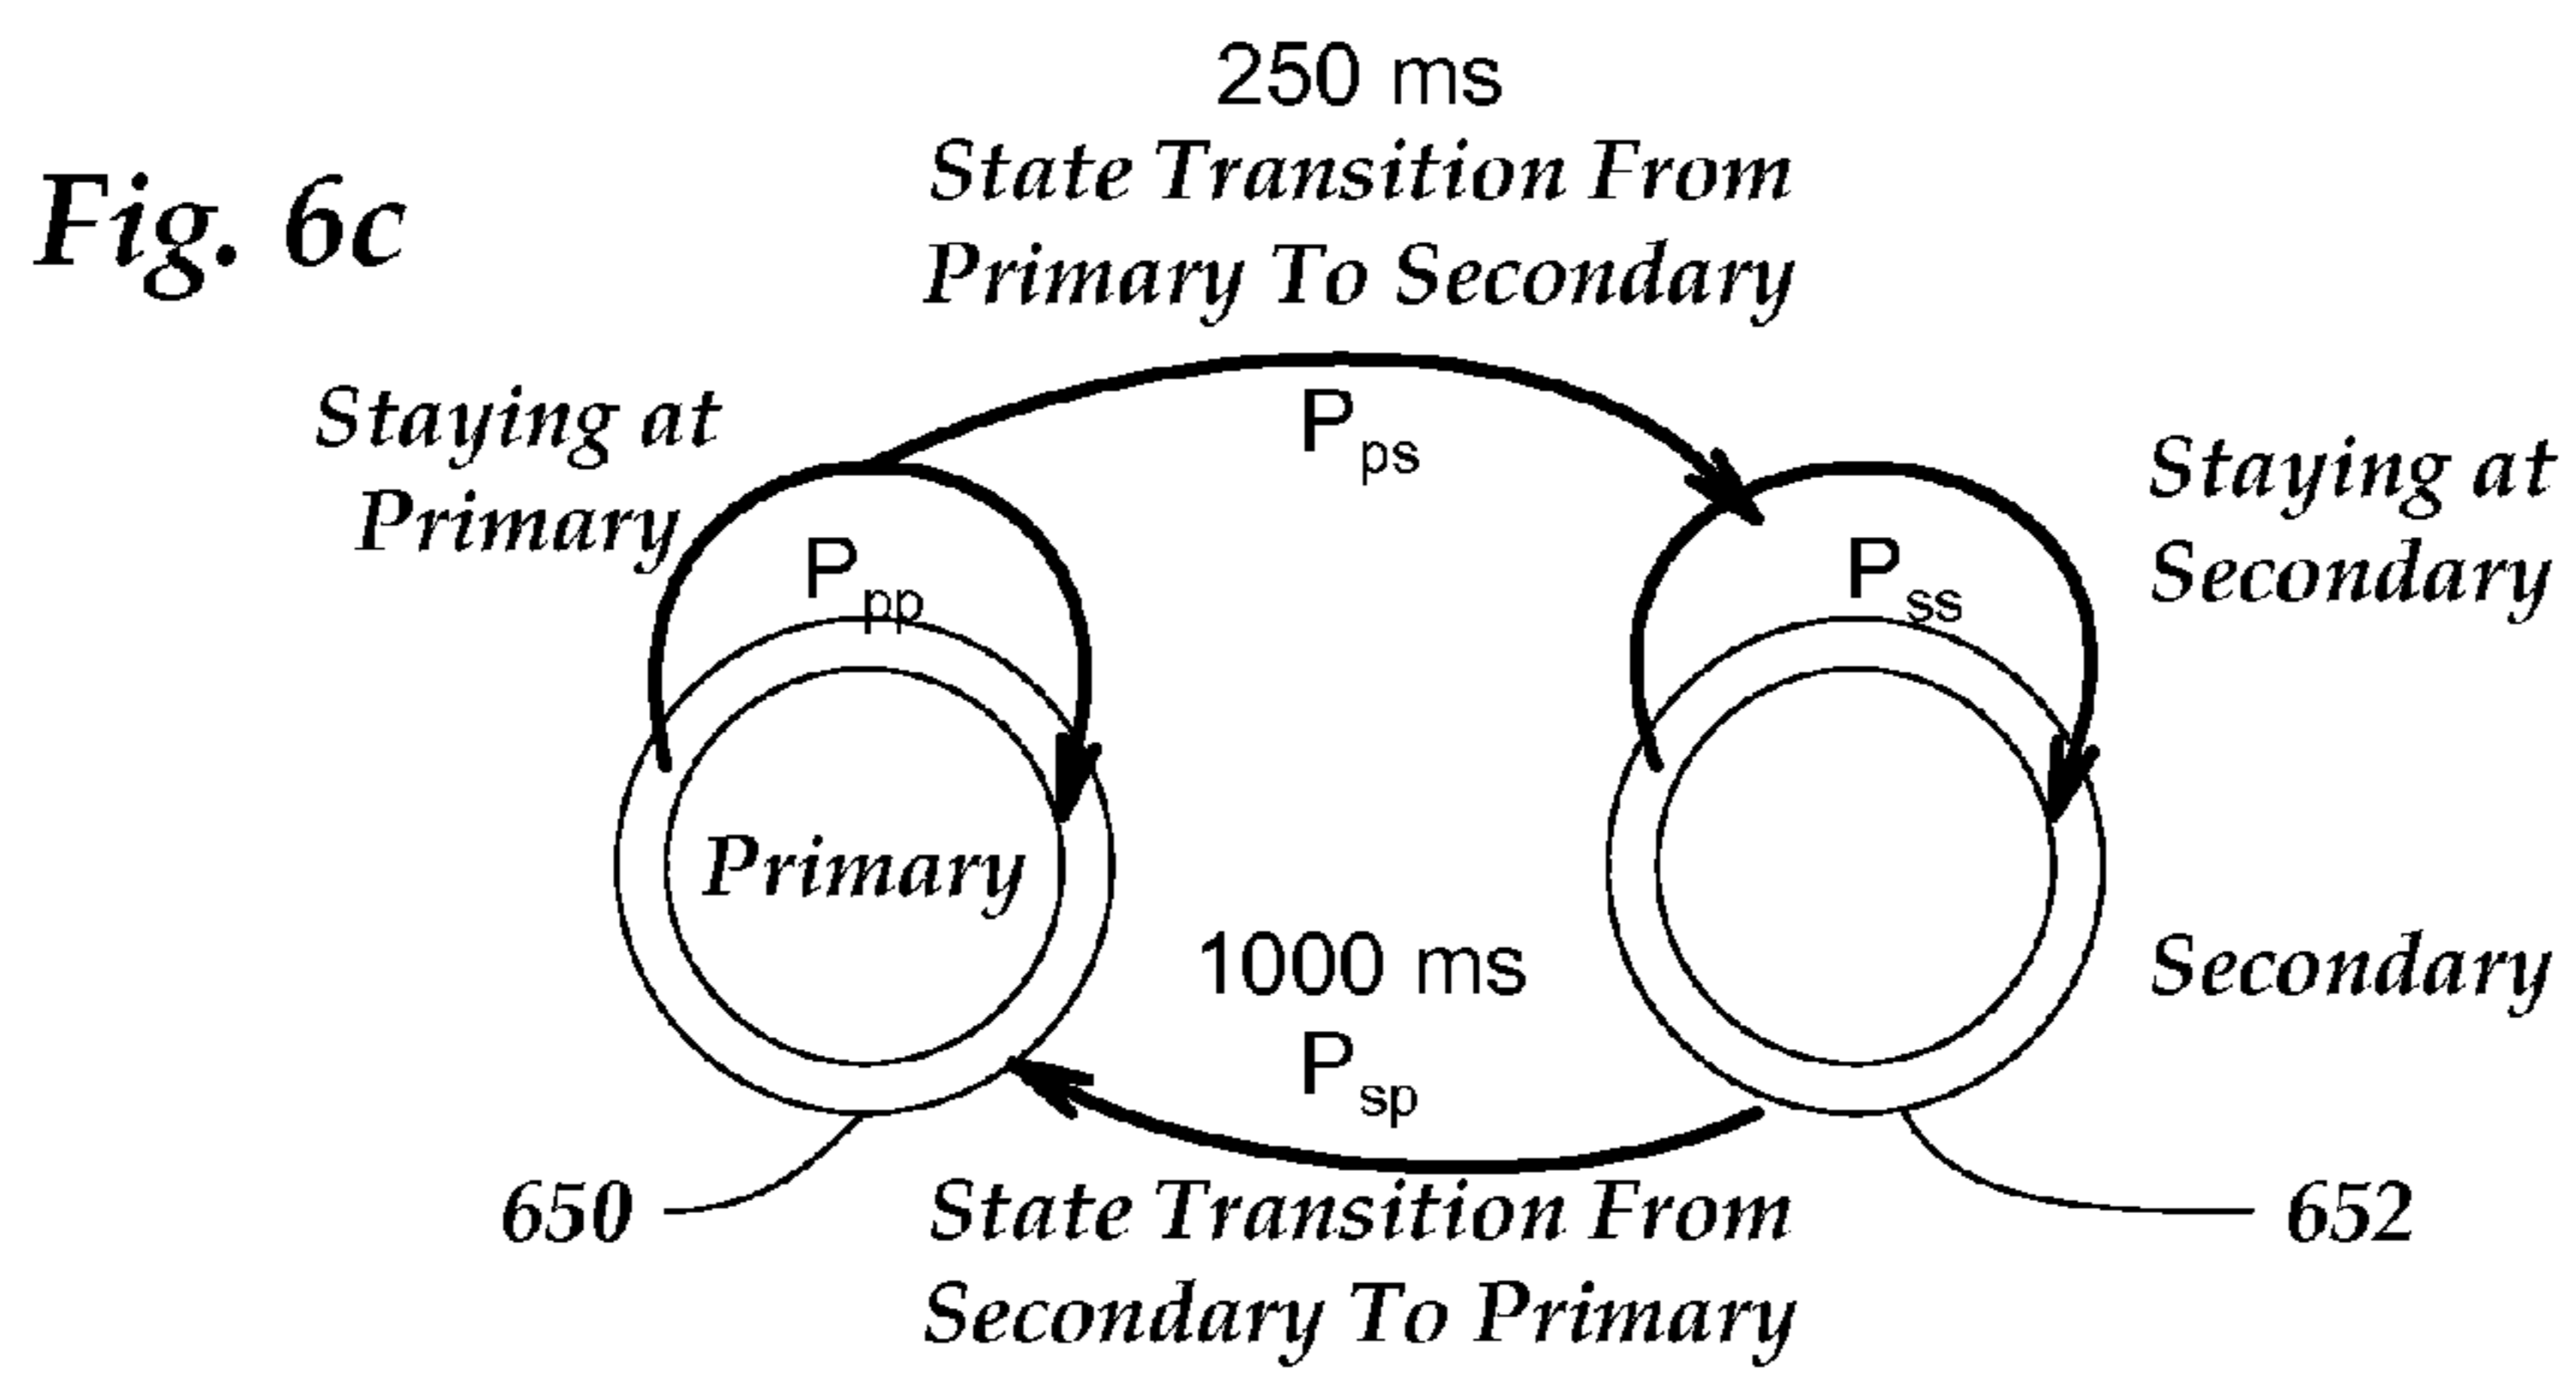 Fig. 6c
250 ms
State Transition From
Primary To Secondary
Staying at
Primary
P ps
Staying at
Secondary
P pp
P ss
Primary
Secondary
1000 ms
P sp
650
State Transition From
Secondary To Primary
652